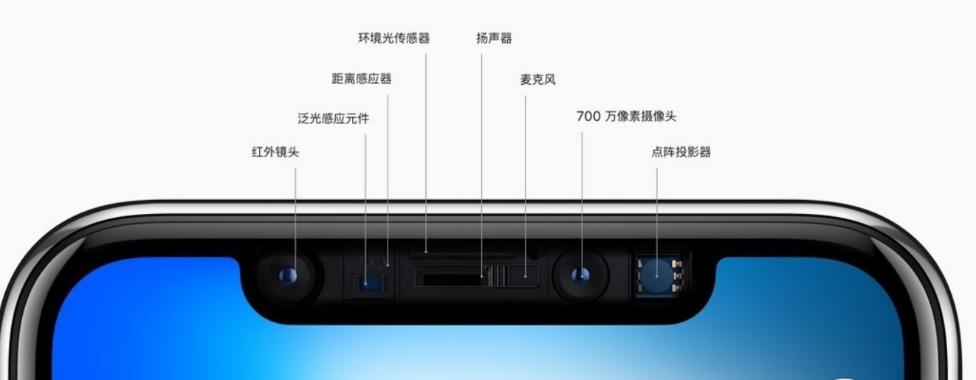 环境光传感器
扬声器
距离感应器
麦克风
泛光感应元件
700 万像素摄像头
红外镜头
点阵投影器